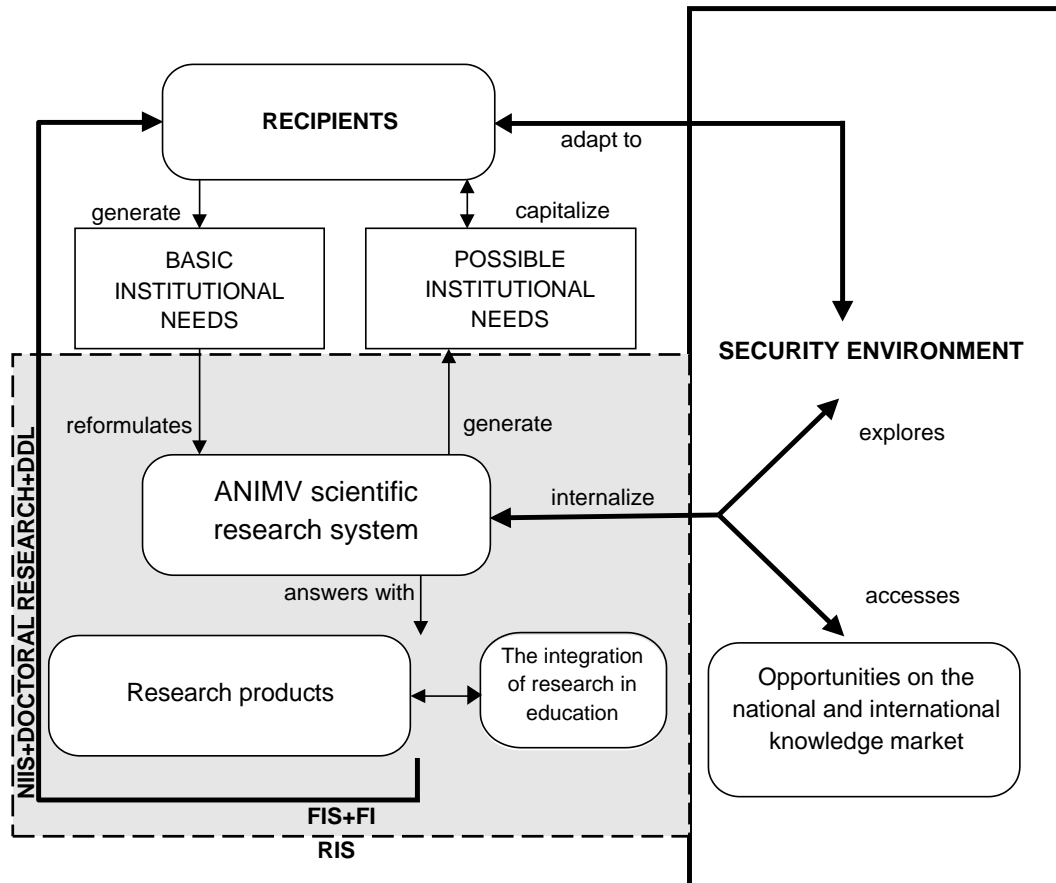 RECIPIENTS
adapt to
generate
capitalize
BASIC
INSTITUTIONAL
NEEDS
POSSIBLE
INSTITUTIONAL
NEEDS
SECURITY ENVIRONMENT
reformulates
generate
explores
ANIMV scientific
research system
internalize
answers with
accesses
Research products
The integration
of research in
education
Opportunities on the
national and international
knowledge market
NIIS+DOCTORAL RESEARCH+DDL
FIS+FI
RIS